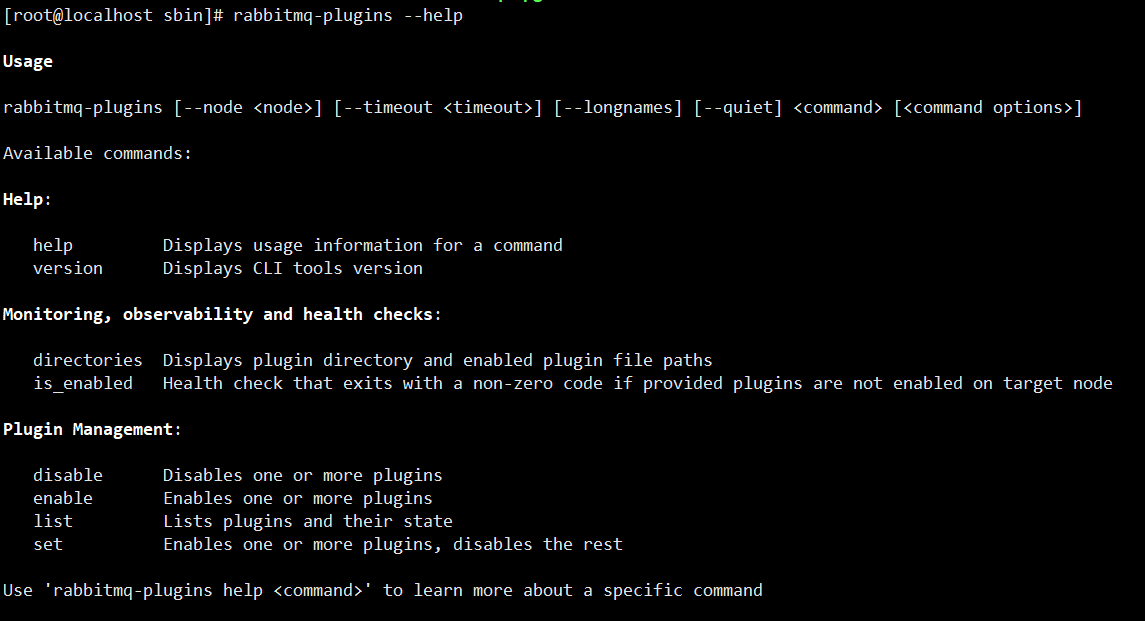 [root@localhost sbin]# rabbitmq-plugins --help
Usage
rabbitmq-plugins [--node <node>] [--timeout <timeout>] [--longnames] [--quiet] <command> [<command options>]
Available commands:
Help:
help Displays usage information for a command
version Displays CLI tools version
Monitoring, observability and health checks:
directories Displays plugin directory and enabled plugin file paths
is_enabled Health check that exits with a non-zero code if provided plugins are not enabled on target node
Plugin Management:
disable Disables one or more plugins
enable Enables one or more plugins
list Lists plugins and their state
set Enables one or more plugins, disables the rest
Use 'rabbitmq-plugins help <command>' to learn more about a specific command